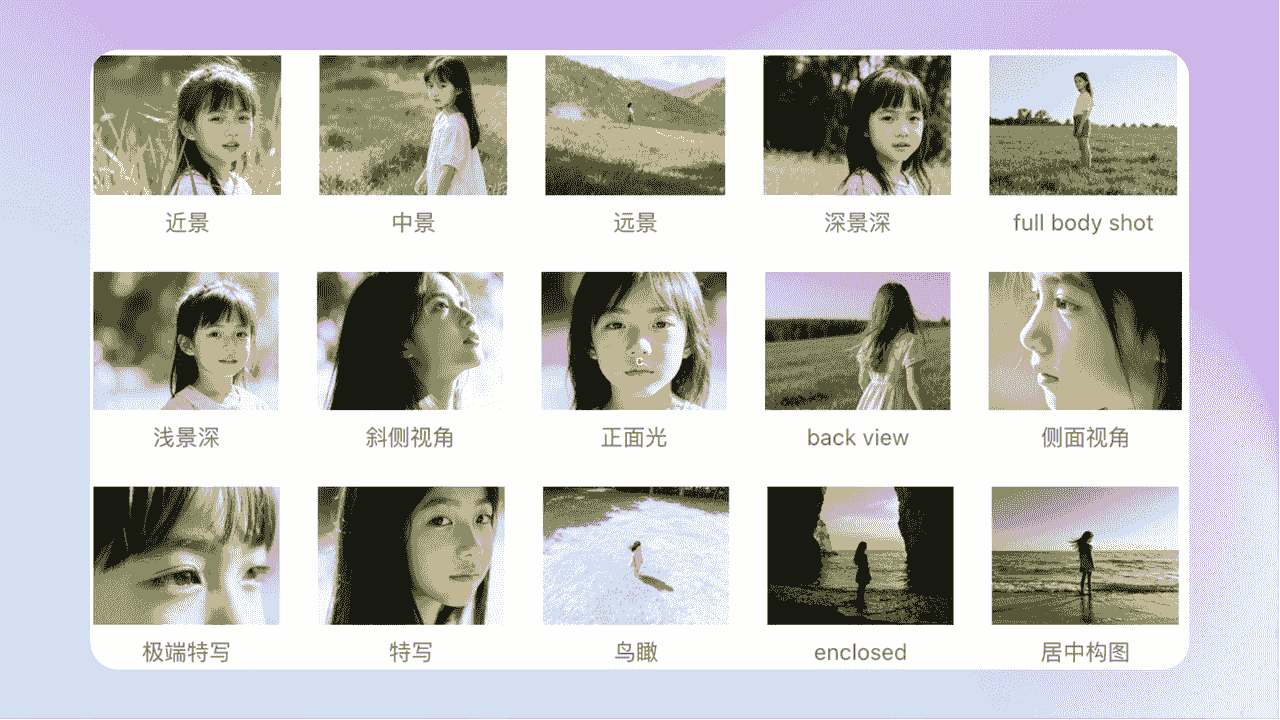 近景
中景
远景
深景深
full body shot
浅景深
斜侧视角
正面光
back view
侧面视角
极端特写
特写
鸟瞰
enclosed
居中构图